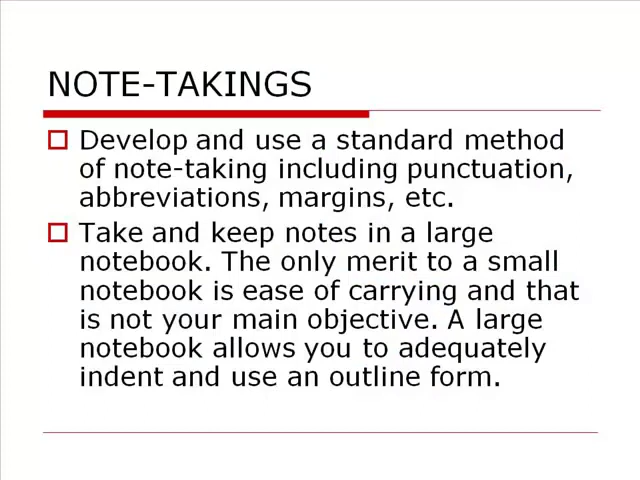 NOTE-TAKINGS
Develop and use a standard method
of note-taking including punctuation,
abbreviations, margins, etc.
Take and keep notes in a large
notebook. The only merit to a small
notebook is ease of carrying and that
is not your main objective. A large
notebook allows you to adequately
indent and use an outline form.